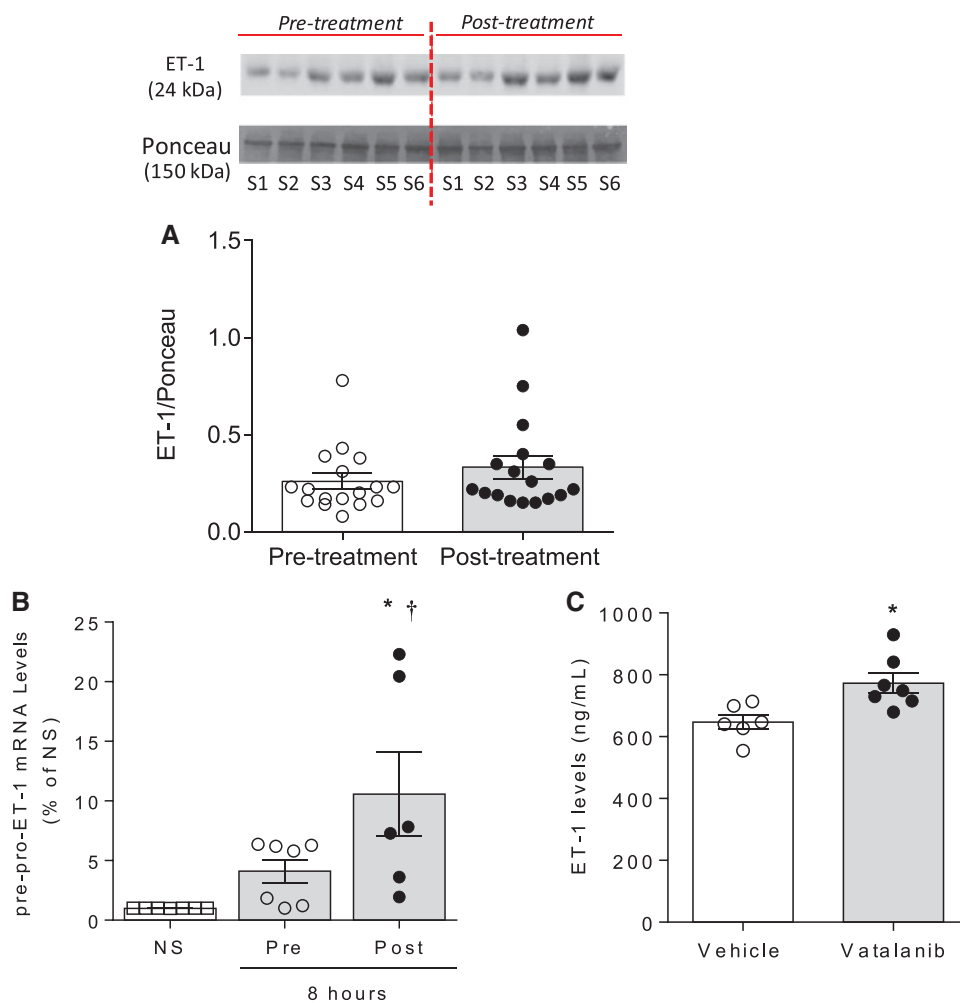 Pre-treatment Post-treatment
ET-1
(24 kDa)
Ponceau
(150 kDa)
S1 S2 S3 S4 S5 S6 S1 S2 S3 S4 S5 S6
A
1.5
1.0
0.5
0.0
ET-1/Ponceau
Pre-treatment Post-treatment
B
* †
25
20
15
10
5
0
pre-pro-ET-1 mRNA Levels
(% of NS)
NS Pre Post
8 hours
C
*
1000
800
600
400
200
0
ET-1 levels (ng/mL)
Vehicle Vatalanib